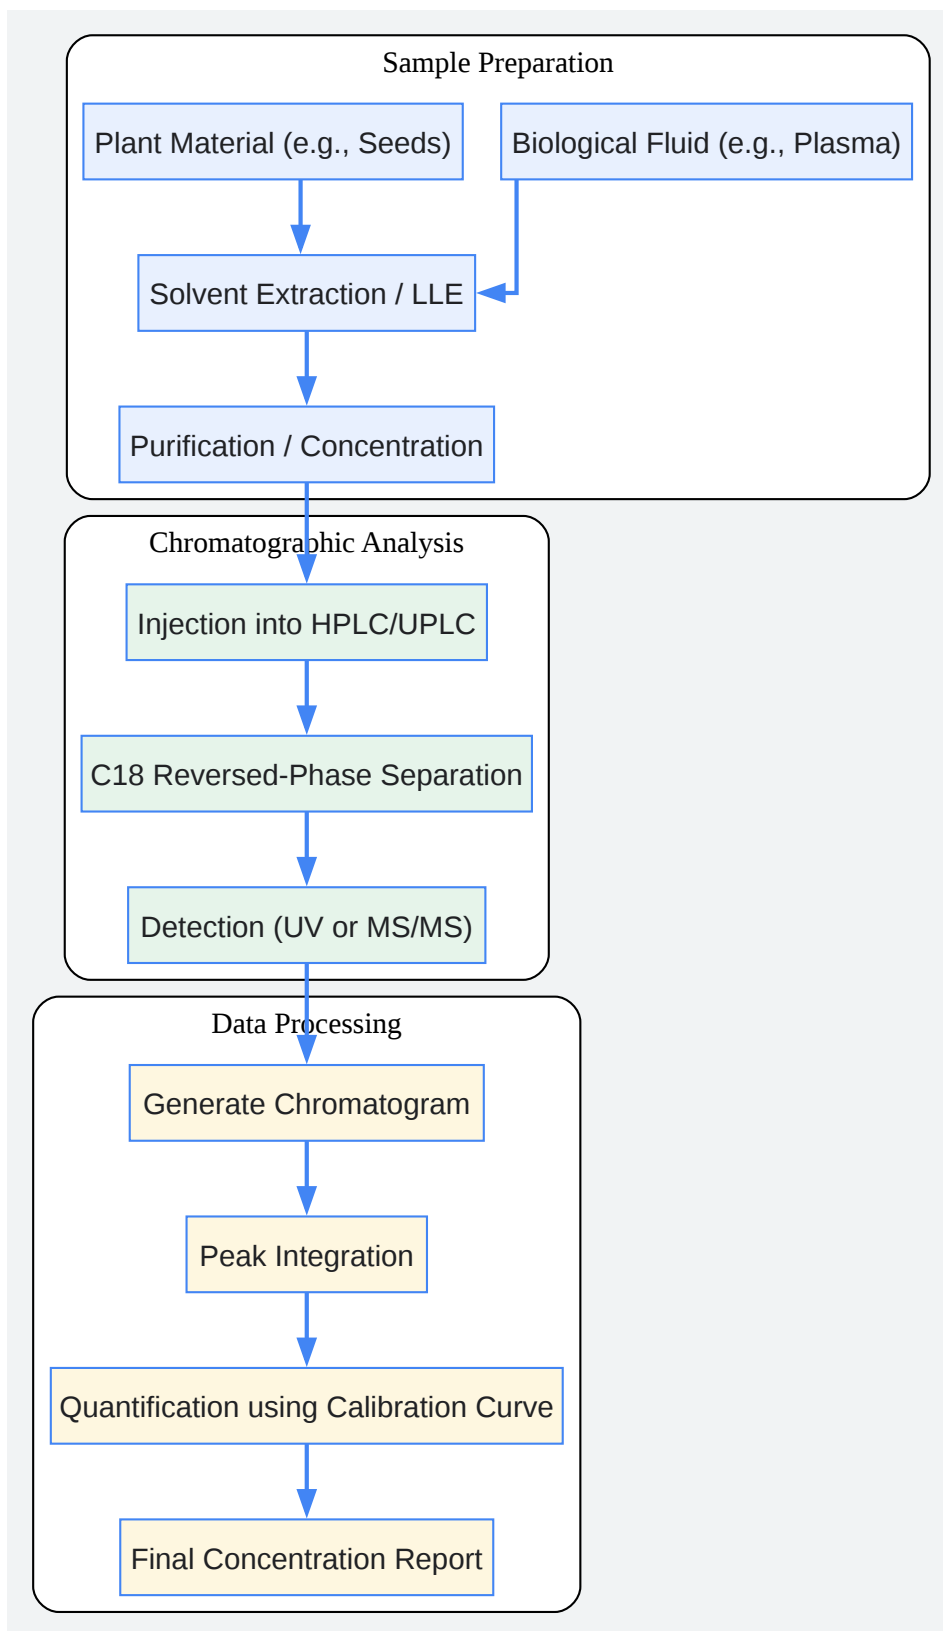 Sample Preparation
Plant Material (e.g., Seeds)
Biological Fluid (e.g., Plasma)
Solvent Extraction / LLE
Purification / Concentration
Chromatographic Analysis
Injection into HPLC/UPLC
C18 Reversed-Phase Separation
Detection (UV or MS/MS)
Data Processing
Generate Chromatogram
Peak Integration
Quantification using Calibration Curve
Final Concentration Report